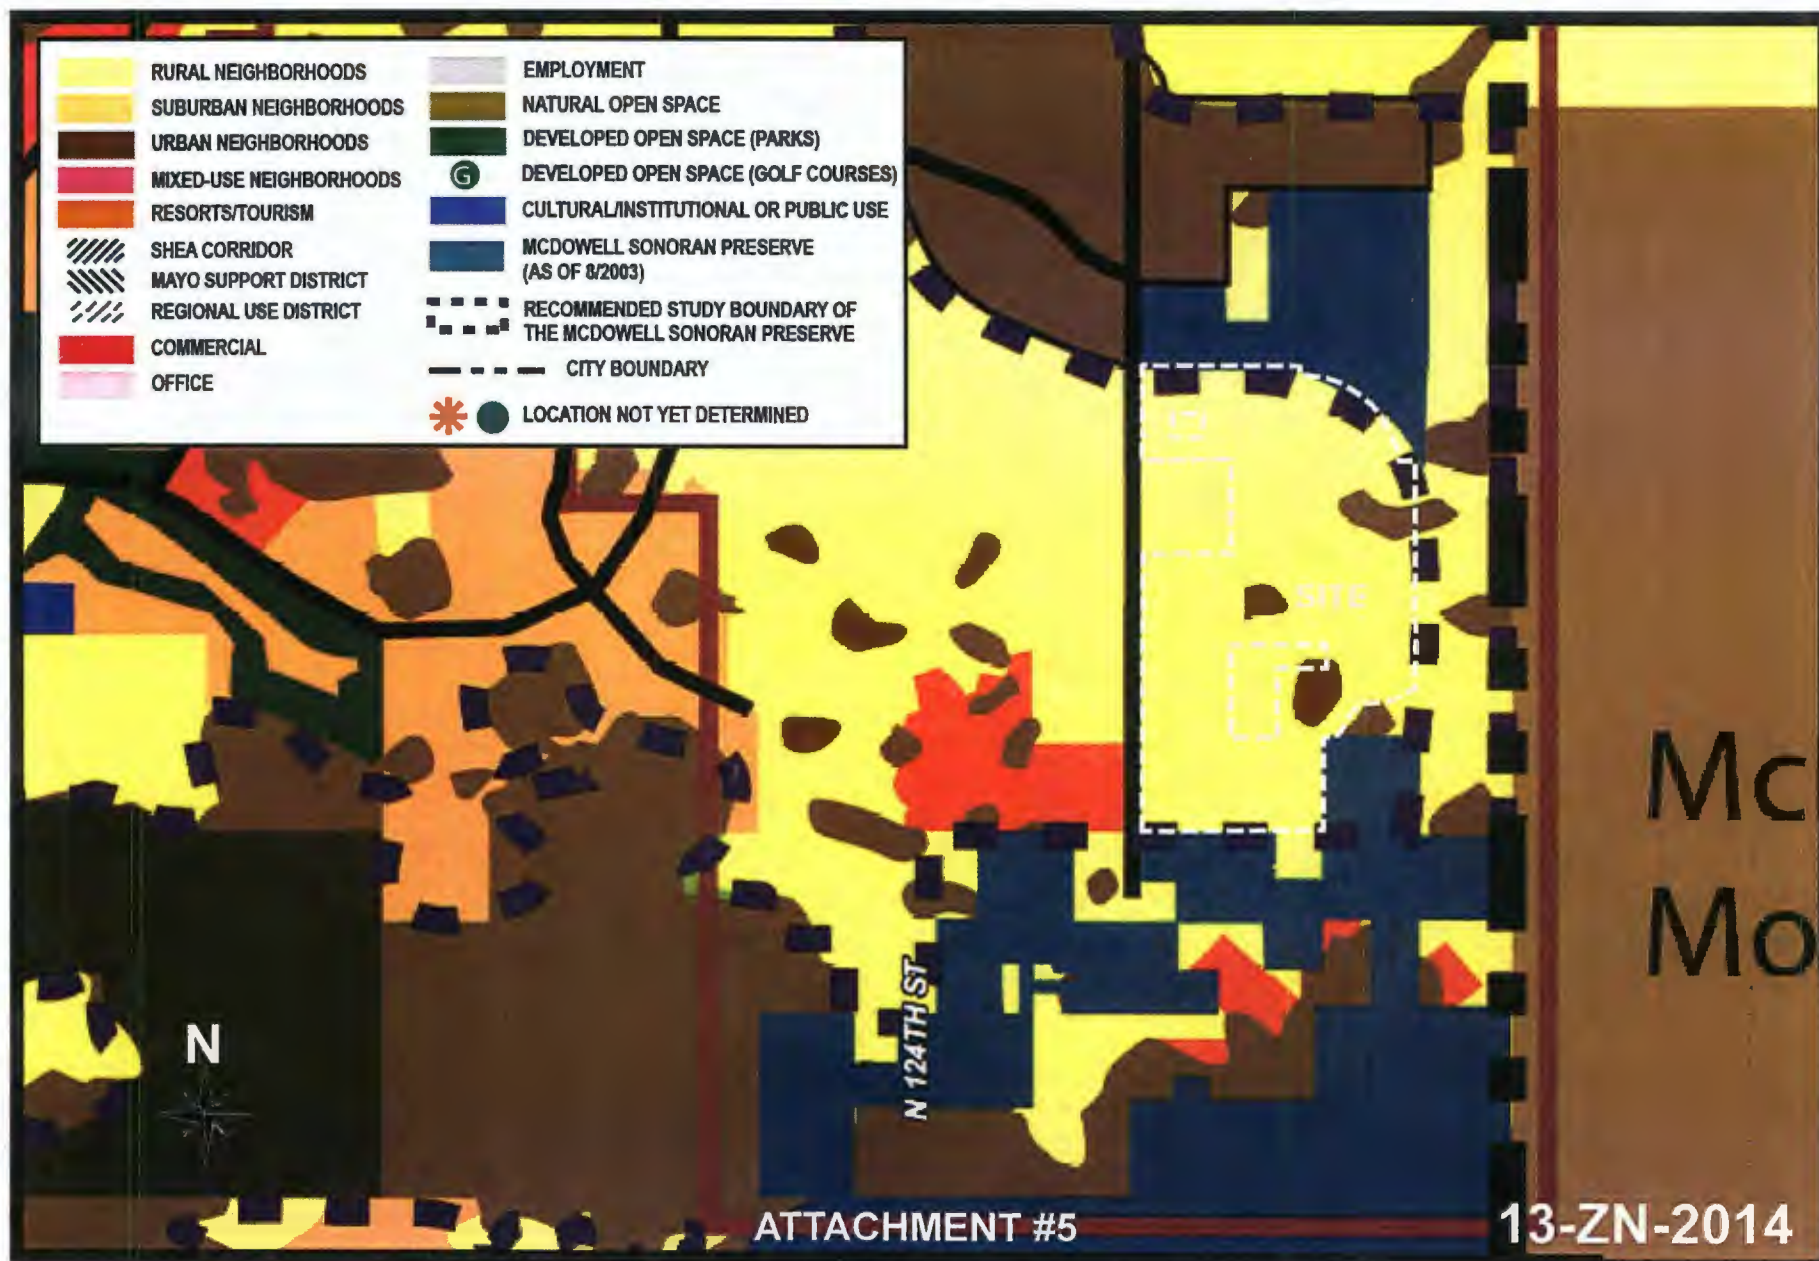 RURAL NEIGHBORHOODS
SUBURBAN NEIGHBORHOODS
URBAN NEIGHBORHOODS
MIXED-USE NEIGHBORHOODS
RESORTS/TOURISM
SHEA CORRIDOR
MAYO SUPPORT DISTRICT
REGIONAL USE DISTRICT
COMMERCIAL
OFFICE
EMPLOYMENT
NATURAL OPEN SPACE
DEVELOPED OPEN SPACE (PARKS)
G DEVELOPED OPEN SPACE (GOLF COURSES)
CULTURAL/INSTITUTIONAL OR PUBLIC USE
MCDOWELL SONORAN PRESERVE
(AS OF 8/2003)
RECOMMENDED STUDY BOUNDARY OF
THE MCDOWELL SONORAN PRESERVE
CITY BOUNDARY
LOCATION NOT YET DETERMINED
SITE
Mc
Mo
N
N 124TH ST
ATTACHMENT #5
13-ZN-2014